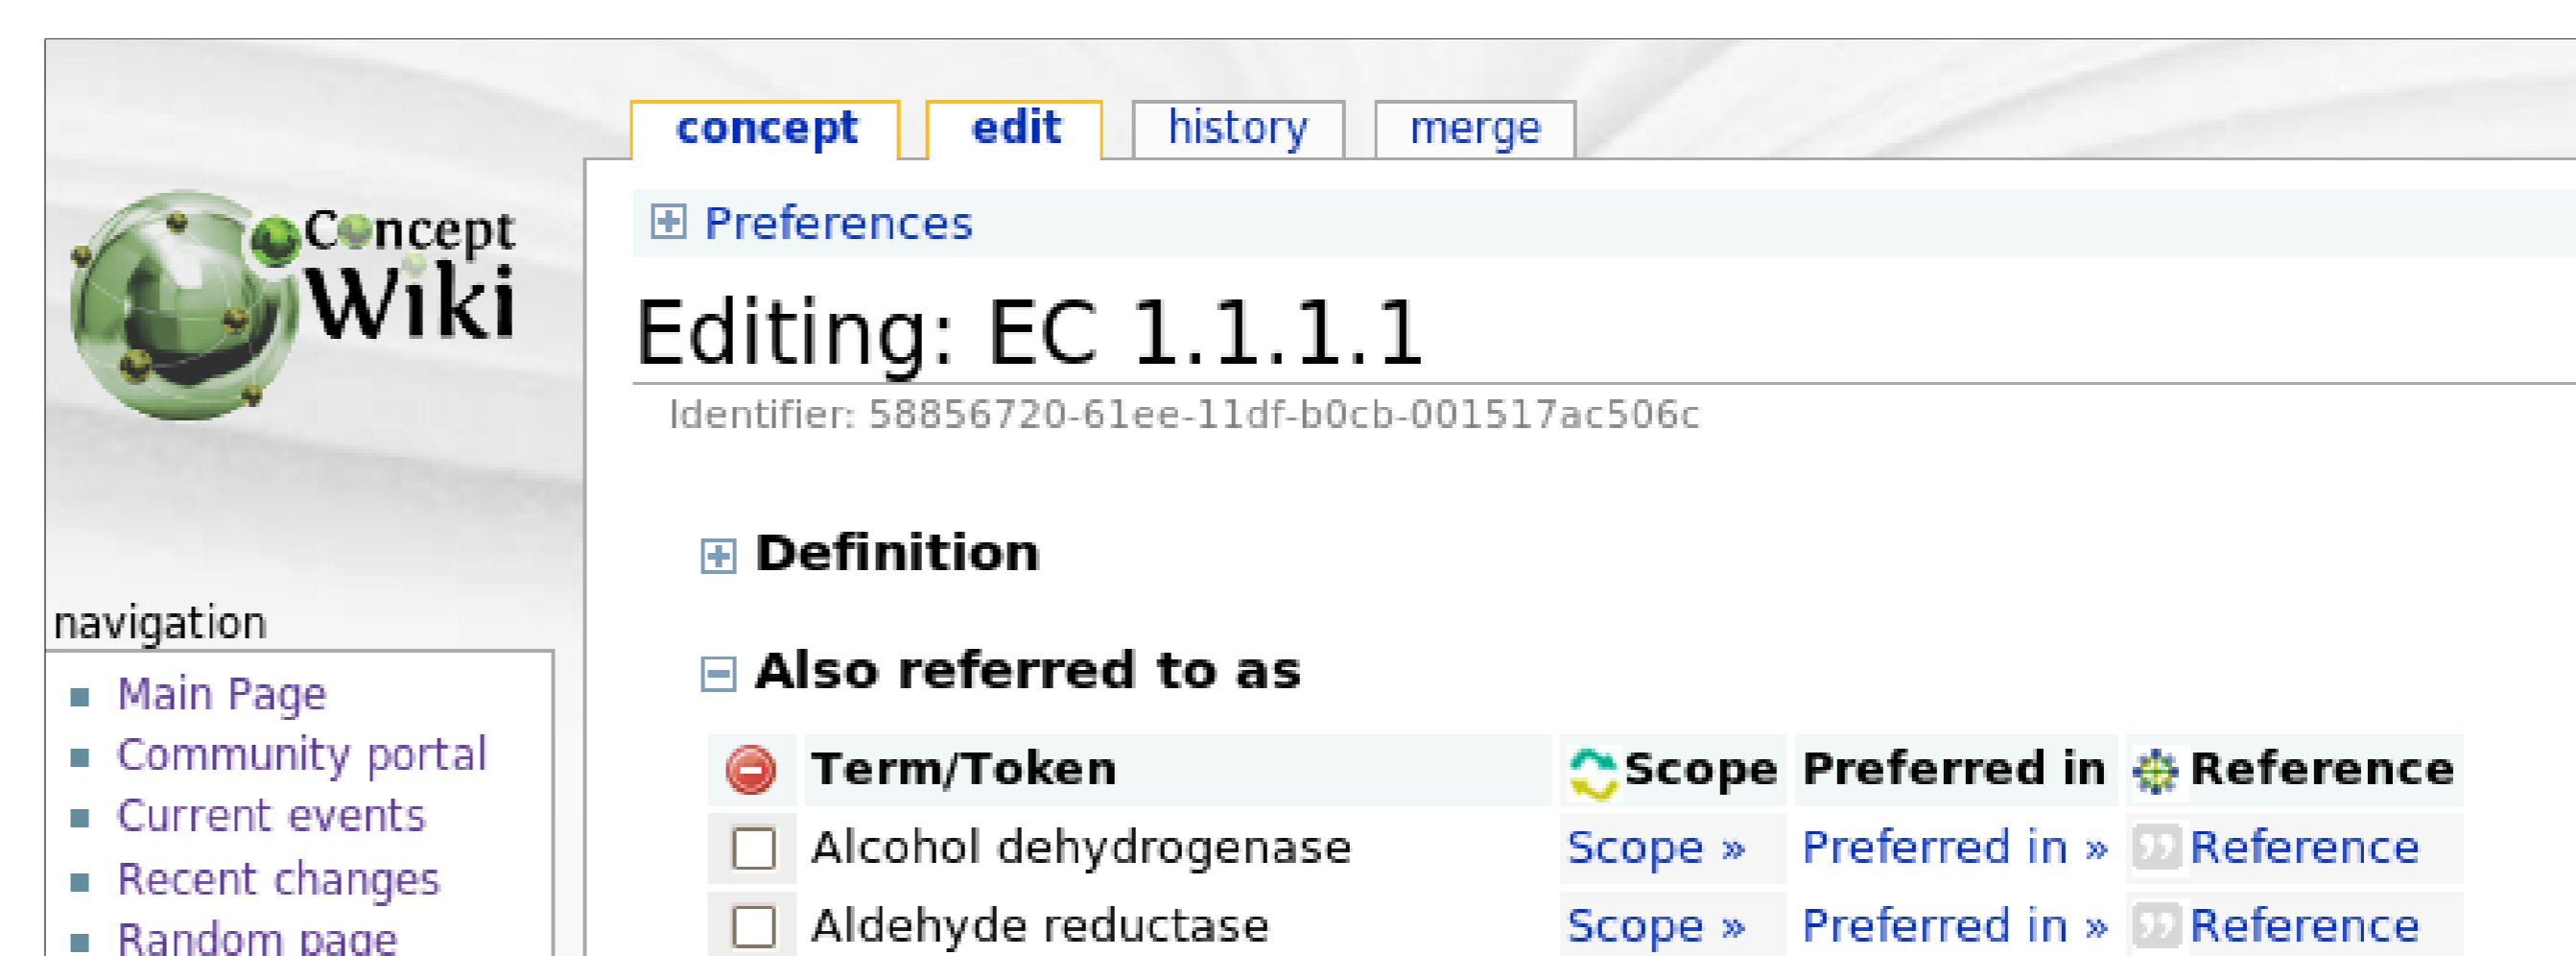 concept edit history merge
Concept
Wiki
Preferences
Editing: EC 1.1.1.1
Identifier: 58856720-61ee-11df-b0cb-001517ac506c
Definition
Also referred to as
Term/Token Scope Preferred in Reference
Alcohol dehydrogenase Scope » Preferred in » Reference
Aldehyde reductase Scope » Preferred in » Reference
navigation
Main Page
Community portal
Current events
Recent changes
Random page